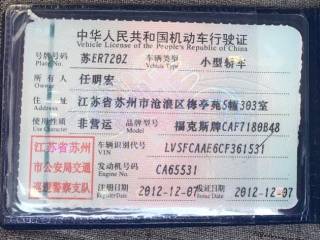 中华人民共和国机动车行驶证
Vehicle License of the People's Republic of China
号牌号码 苏ER720Z 车辆类型 小型轿车
Plate No. Vehicle Type
所有人 任明宏
Owner
住址 江苏省苏州市沧浪区梅亭苑5幢303室
Address
使用性质 非营运 品牌型号 福克斯牌CAF7180B48
Use Character Model
江苏省苏州
市公安局交通
巡逻警察支队
车辆识别代号 LVSFCAAE6CF361531
VIN
发动机号码 CA65531
Engine No.
注册日期 2012-12-07 发证日期 2012-12-07
Register Date Issue Date